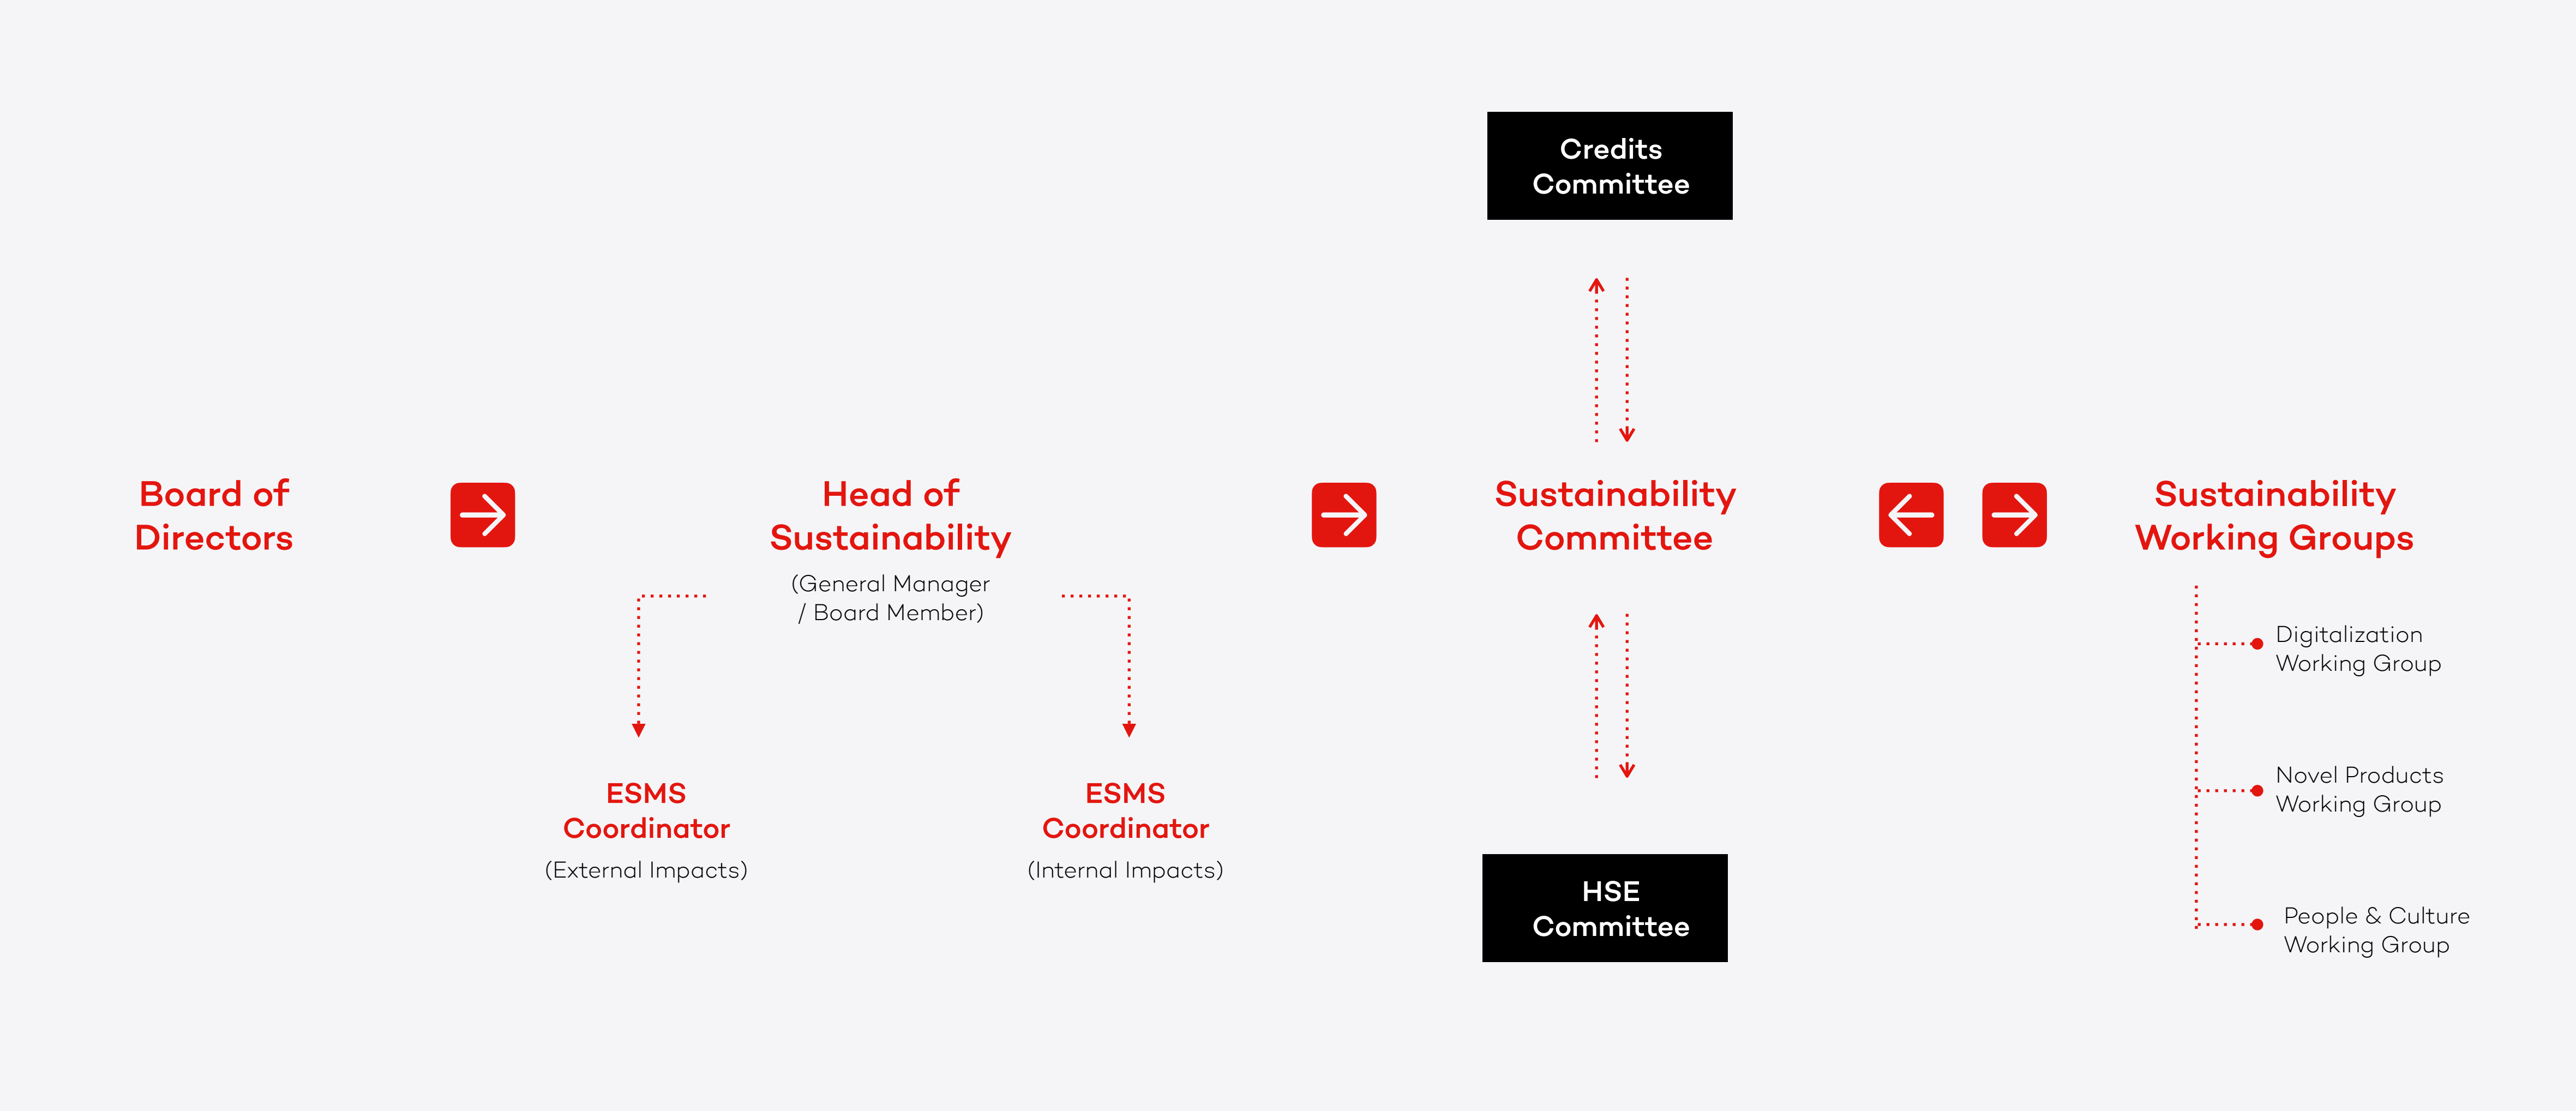 Credits
Committee
Board of
Directors
Head of
Sustainability
(General Manager
/ Board Member)
ESMS
Coordinator
(External Impacts)
ESMS
Coordinator
(Internal Impacts)
Sustainability
Committee
HSE
Committee
Sustainability
Working Groups
Digitalization
Working Group
Novel Products
Working Group
People & Culture
Working Group